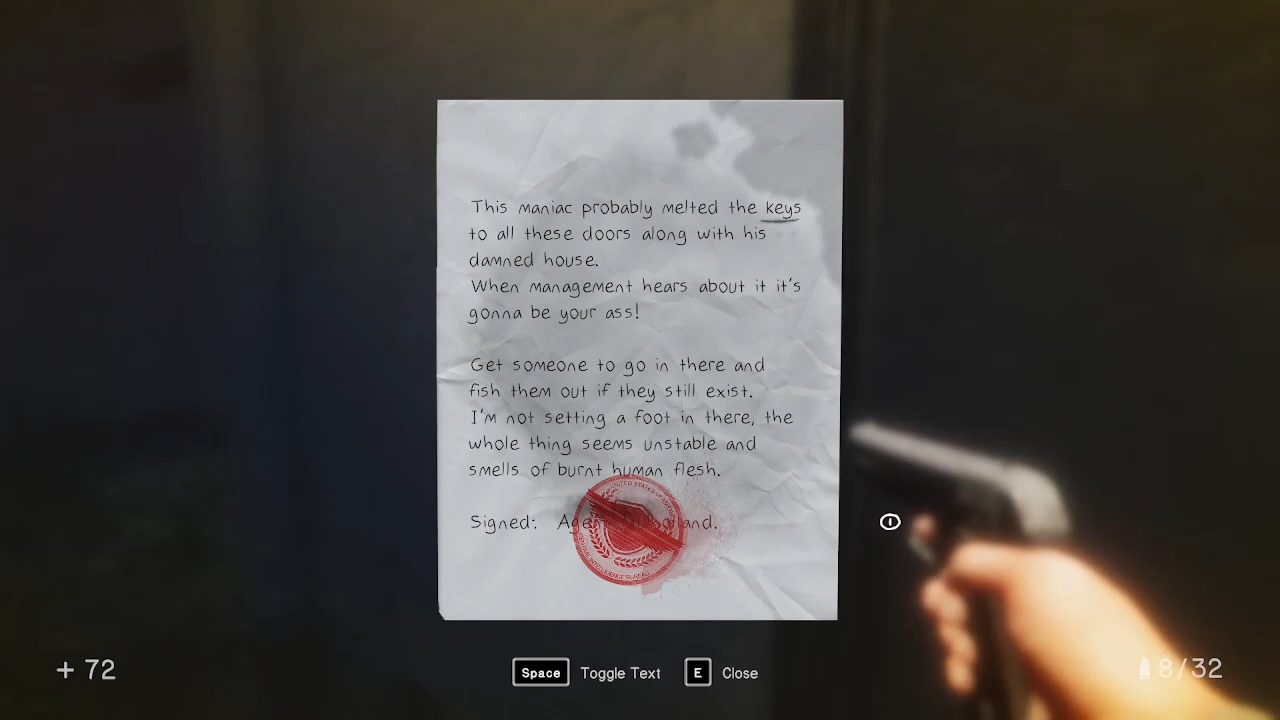 This maniac probably melted the keys
to all these doors along with his
damned house.
When management hears about it it's
gonna be your ass!
Get someone to go in there and
fish them out if they still exist.
I'm not setting a foot in there, the
whole thing seems unstable and
smells of burnt human flesh.
Signed:
UNITED STATES OF
+ 72
Space Toggle Text E Close
8/32